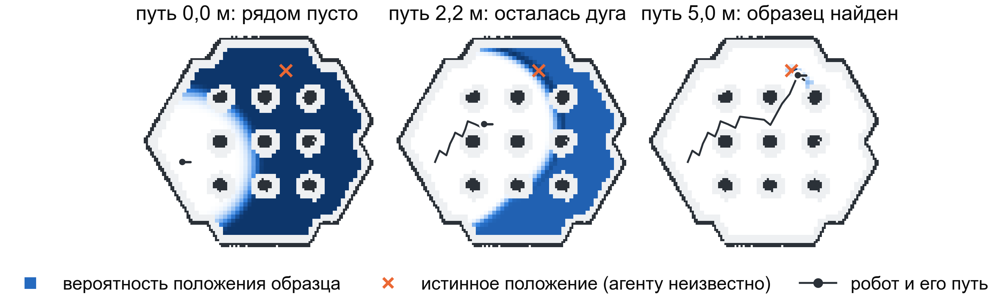 путь 0,0 м: рядом пусто
путь 2,2 м: осталась дуга
путь 5,0 м: образец найден
вероятность положения образца
истинное положение (агенту неизвестно)
робот и его путь